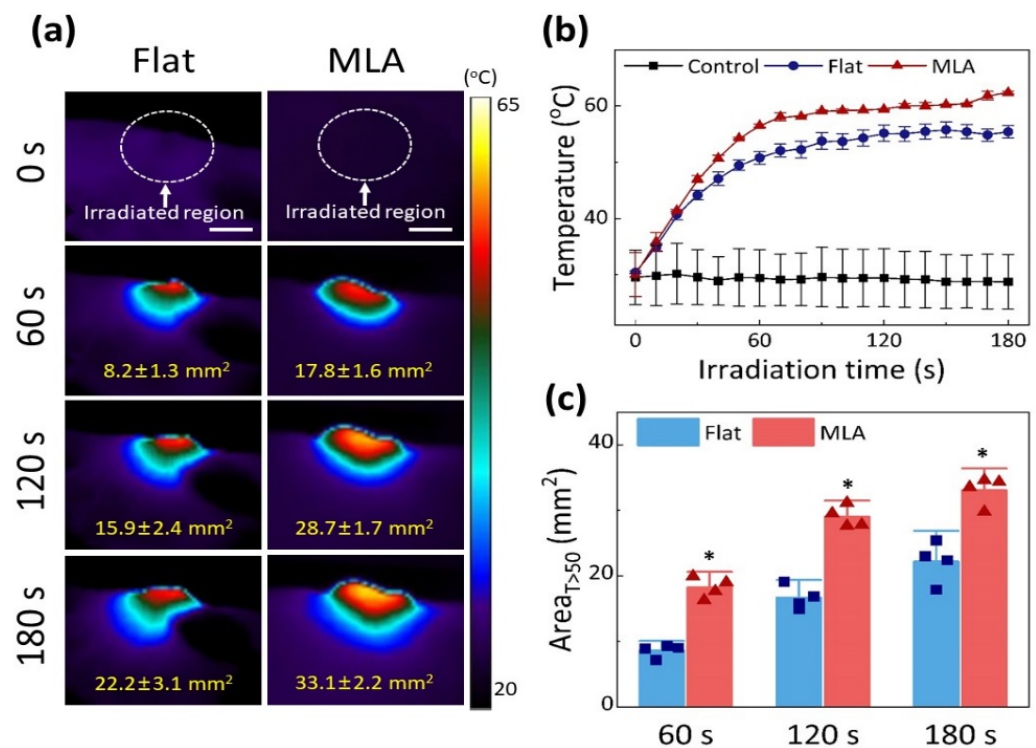 (a)
Flat MLA
(°C)
65
0 s
Irradiated region
Irradiated region
60 s
8.2±1.3 mm²
17.8±1.6 mm²
120 s
15.9±2.4 mm²
28.7±1.7 mm²
180 s
22.2±3.1 mm²
33.1±2.2 mm²
20
(b)
Control Flat MLA
Temperature (°C)
60
40
0 60 120 180
Irradiation time (s)
(c)
Flat MLA
Area_T>50 (mm²)
40
20
0
* * *
60 s 120 s 180 s